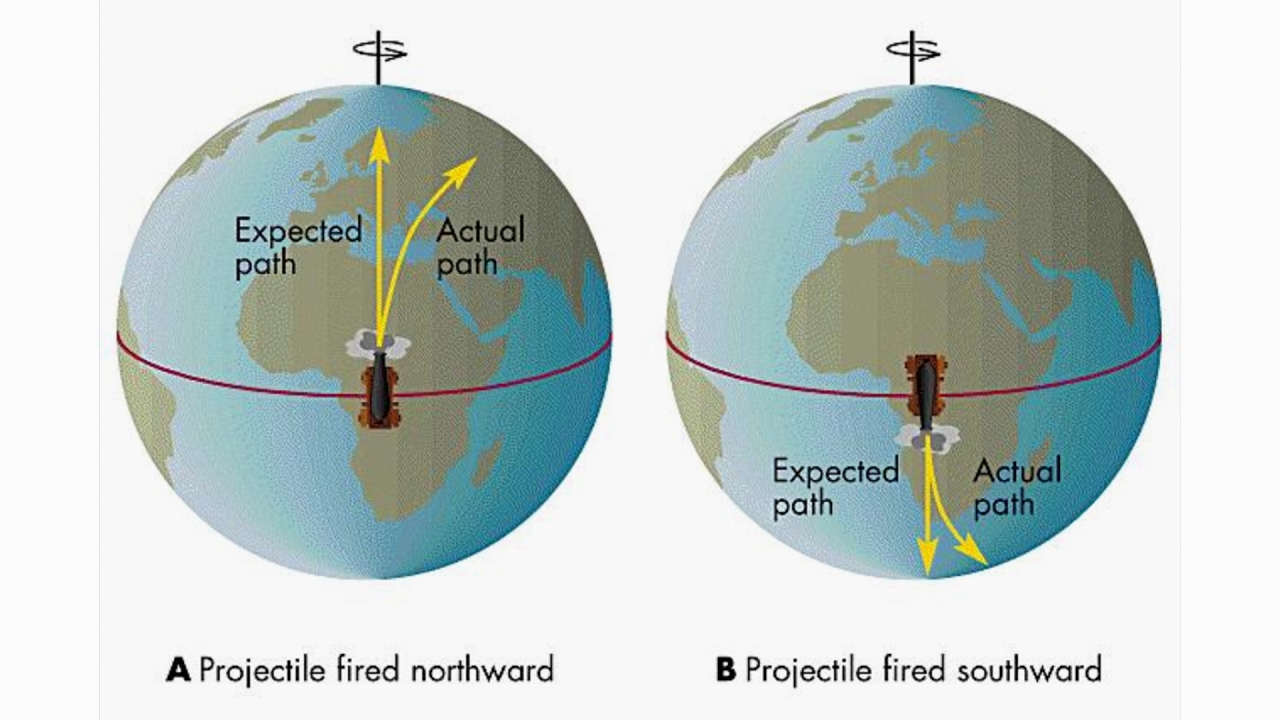 Expected
path
Actual
path
Expected
path
Actual
path
A Projectile fired northward
B Projectile fired southward